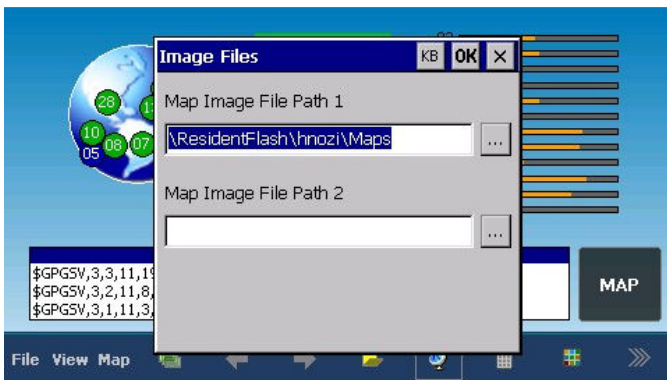 Image Files
KB OK ×
Map Image File Path 1
\ResidentFlash\hnozi\Maps
...
Map Image File Path 2
...
28
10
05 08 07
$GPGSV,3,3,11,19
$GPGSV,3,2,11,8,
$GPGSV,3,1,11,3,
MAP
File View Map